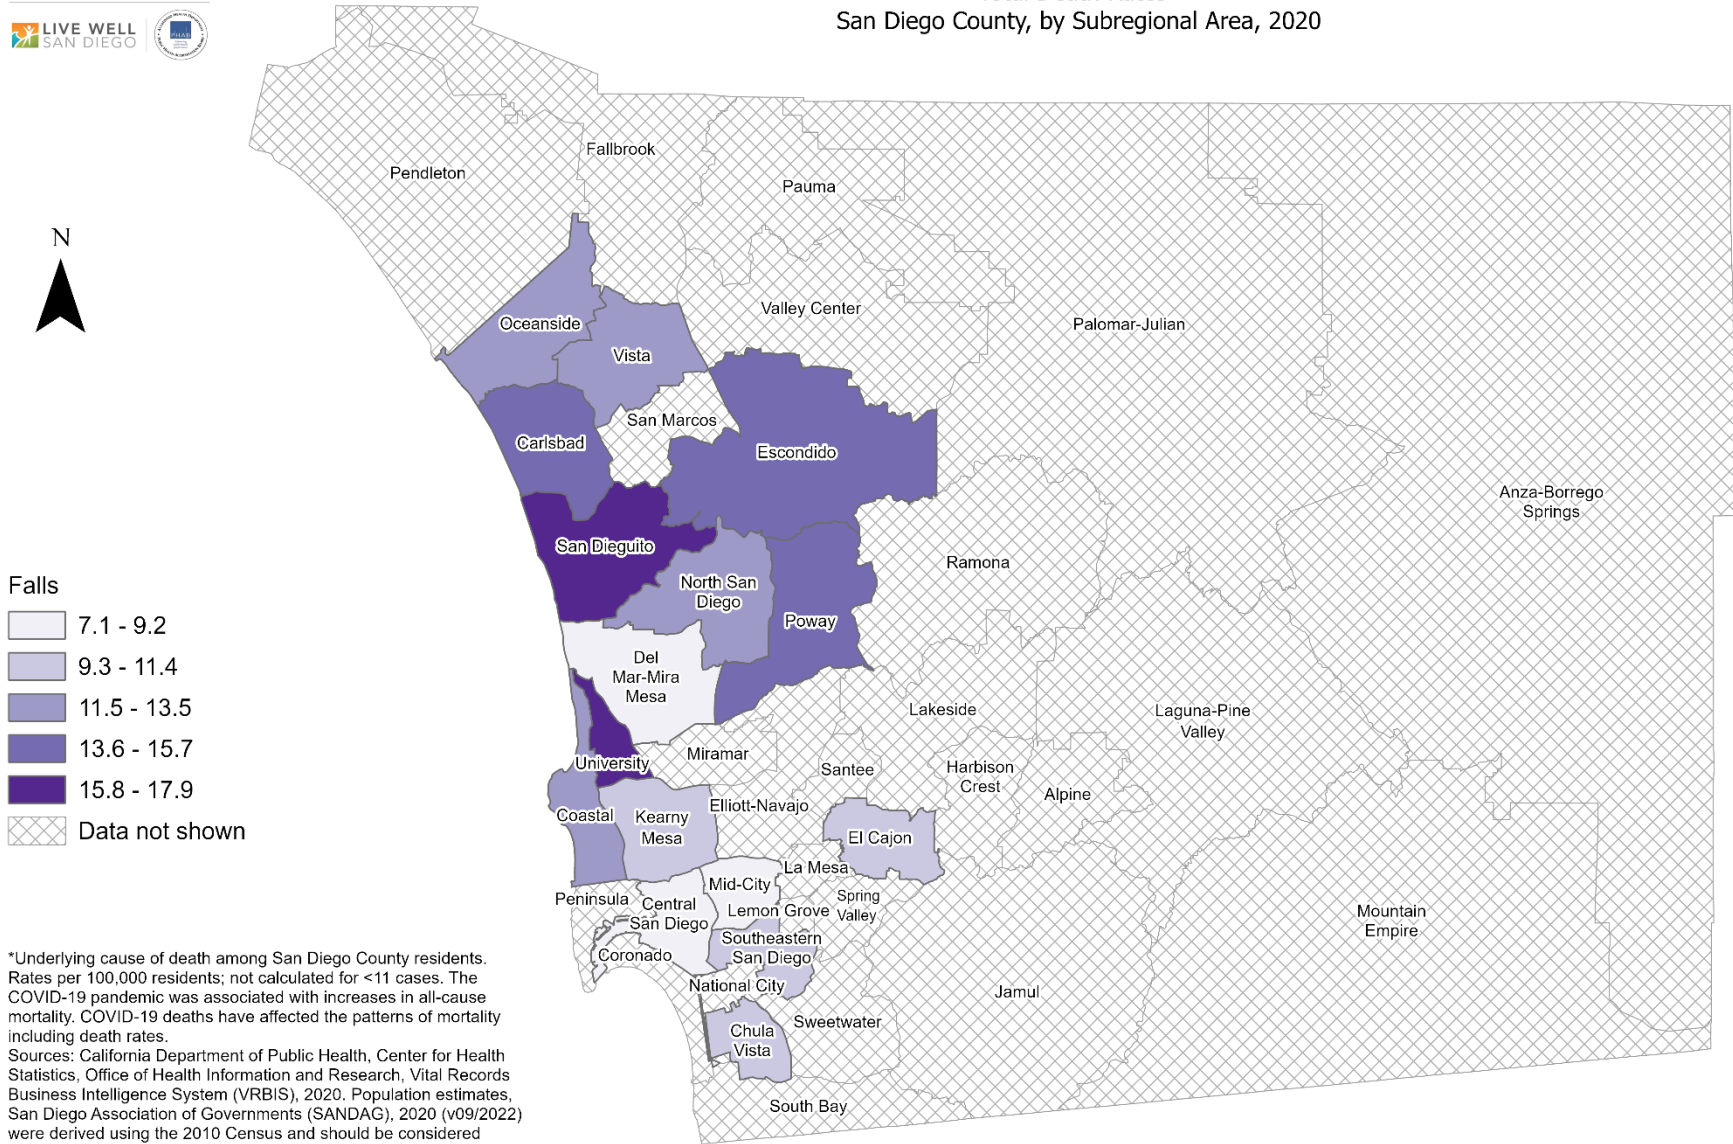 LIVE WELL
SAN DIEGO
PHAB
San Diego County, by Subregional Area, 2020
Fallbrook
Pendleton
Pauma
N
Valley Center
Oceanside
Palomar-Julian
Vista
San Marcos
Carlsbad
Escondido
Anza-Borrego
Springs
San Dieguito
Ramona
North San
Diego
Poway
Del
Mar-Mira
Mesa
Lakeside
Laguna-Pine
Valley
Miramar
University
Santee
Harbison
Crest
Alpine
Elliott-Navajo
Coastal
Kearny
Mesa
El Cajon
La Mesa
Mid-City
Peninsula
Central
San Diego
Spring
Valley
Lemon Grove
Mountain
Empire
Southeastern
San Diego
Coronado
National City
Jamul
Sweetwater
Chula
Vista
South Bay
Falls
7.1 - 9.2
9.3 - 11.4
11.5 - 13.5
13.6 - 15.7
15.8 - 17.9
Data not shown
*Underlying cause of death among San Diego County residents.
Rates per 100,000 residents; not calculated for <11 cases. The
COVID-19 pandemic was associated with increases in all-cause
mortality. COVID-19 deaths have affected the patterns of mortality
including death rates.
Sources: California Department of Public Health, Center for Health
Statistics, Office of Health Information and Research, Vital Records
Business Intelligence System (VRBIS), 2020. Population estimates,
San Diego Association of Governments (SANDAG), 2020 (v09/2022)
were derived using the 2010 Census and should be considered